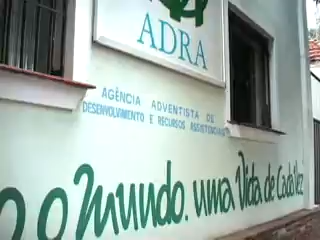 ADRA
AGÊNCIA ADVENTISTA DE
DESENVOLVIMENTO E RECURSOS ASSISTENCIAIS
o mundo. uma Vida de Cada Vez